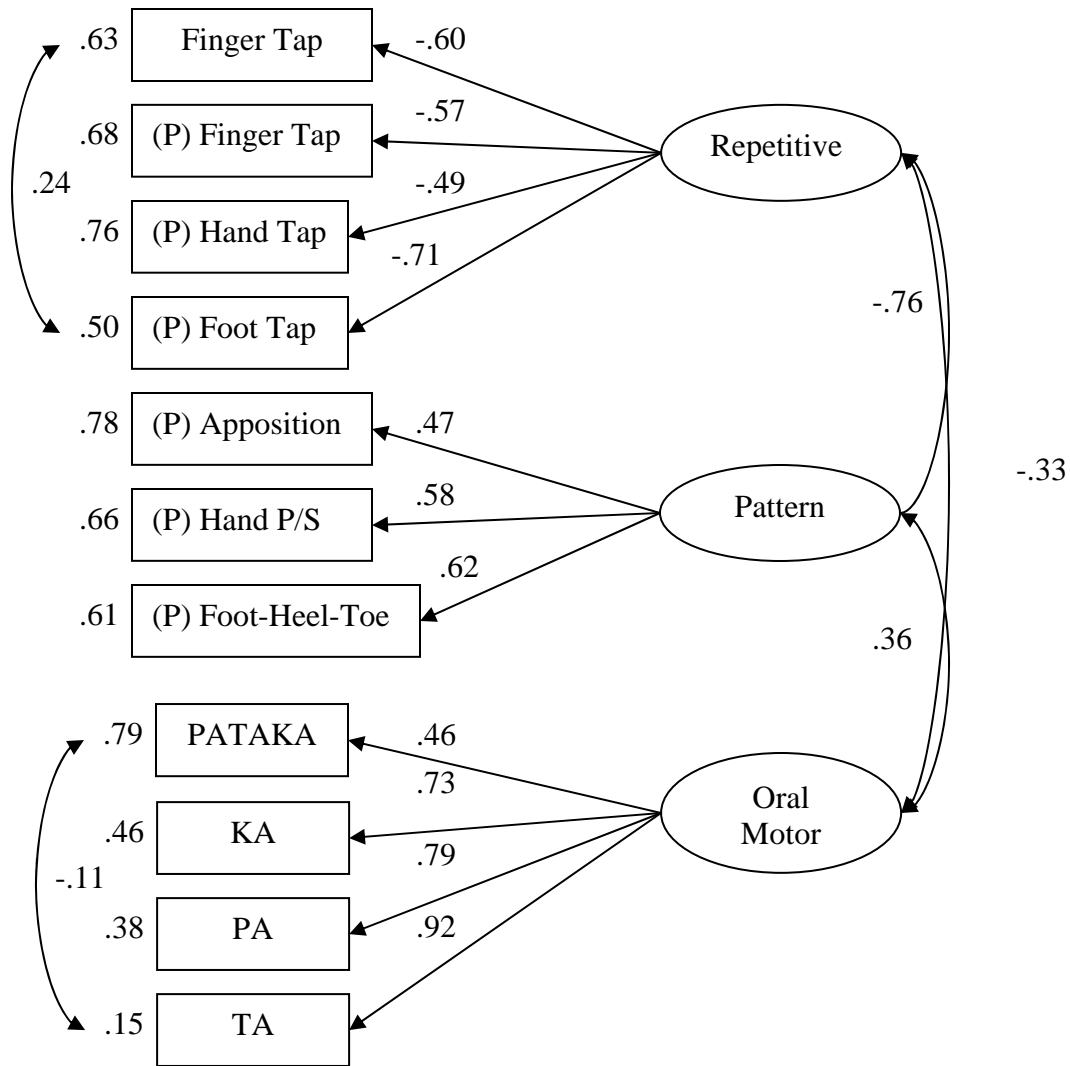 .63 Finger Tap -.60
.68 (P) Finger Tap -.57 Repetitive
.24
.76 (P) Hand Tap -.49
.50 (P) Foot Tap -.71
-.76
.78 (P) Apposition .47
-.33
.66 (P) Hand P/S .58 Pattern
.61 (P) Foot-Heel-Toe .62
.36
.79 PATAKA .46
.73
Oral
Motor
.46 KA .79
-.11
.38 PA .92
.15 TA